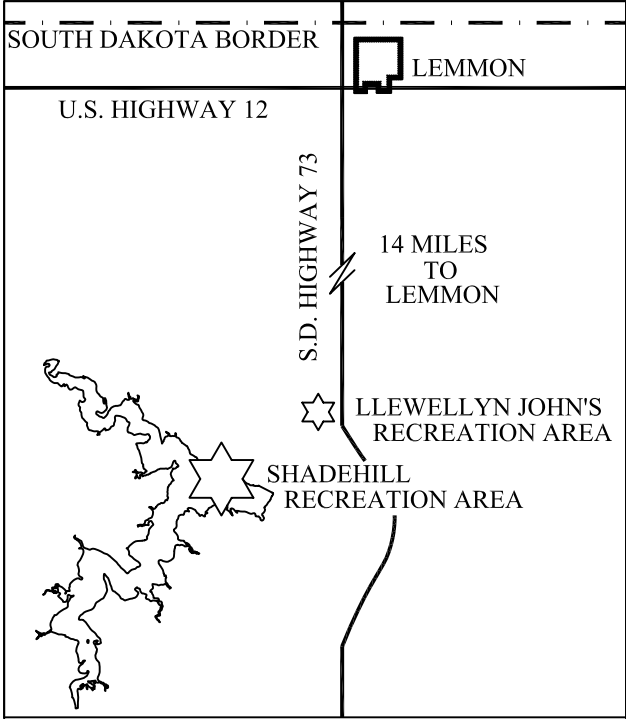 SOUTH DAKOTA BORDER
LEMMON
U.S. HIGHWAY 12
S.D. HIGHWAY 73
14 MILES
TO
LEMMON
LLEWELLYN JOHN'S
RECREATION AREA
SHADEHILL
RECREATION AREA